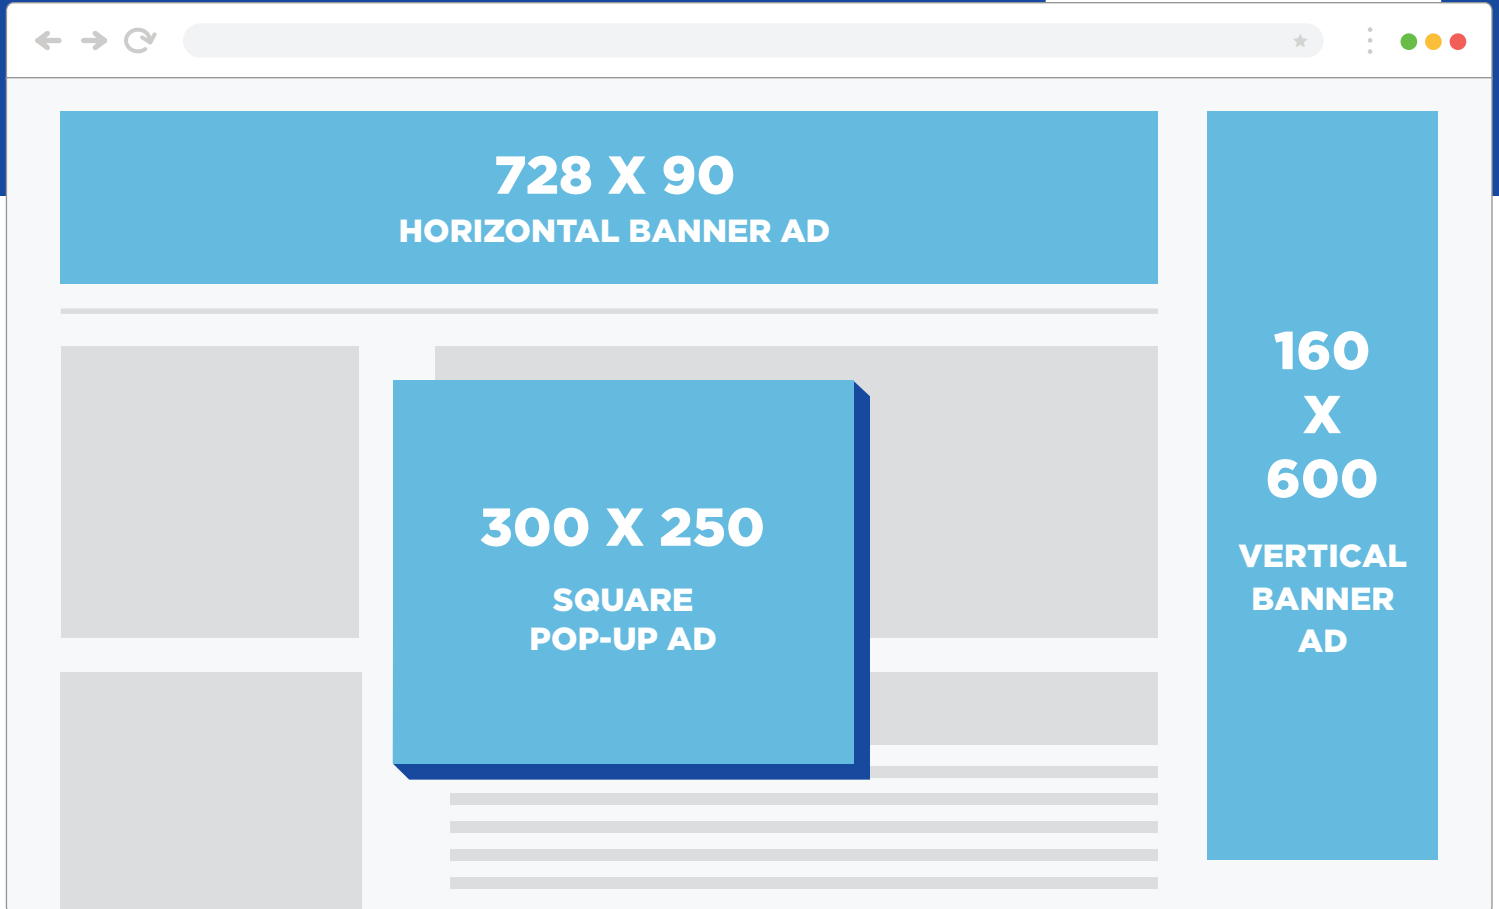 728 X 90
HORIZONTAL BANNER AD
300 X 250
SQUARE
POP-UP AD
160
X
600
VERTICAL
BANNER
AD